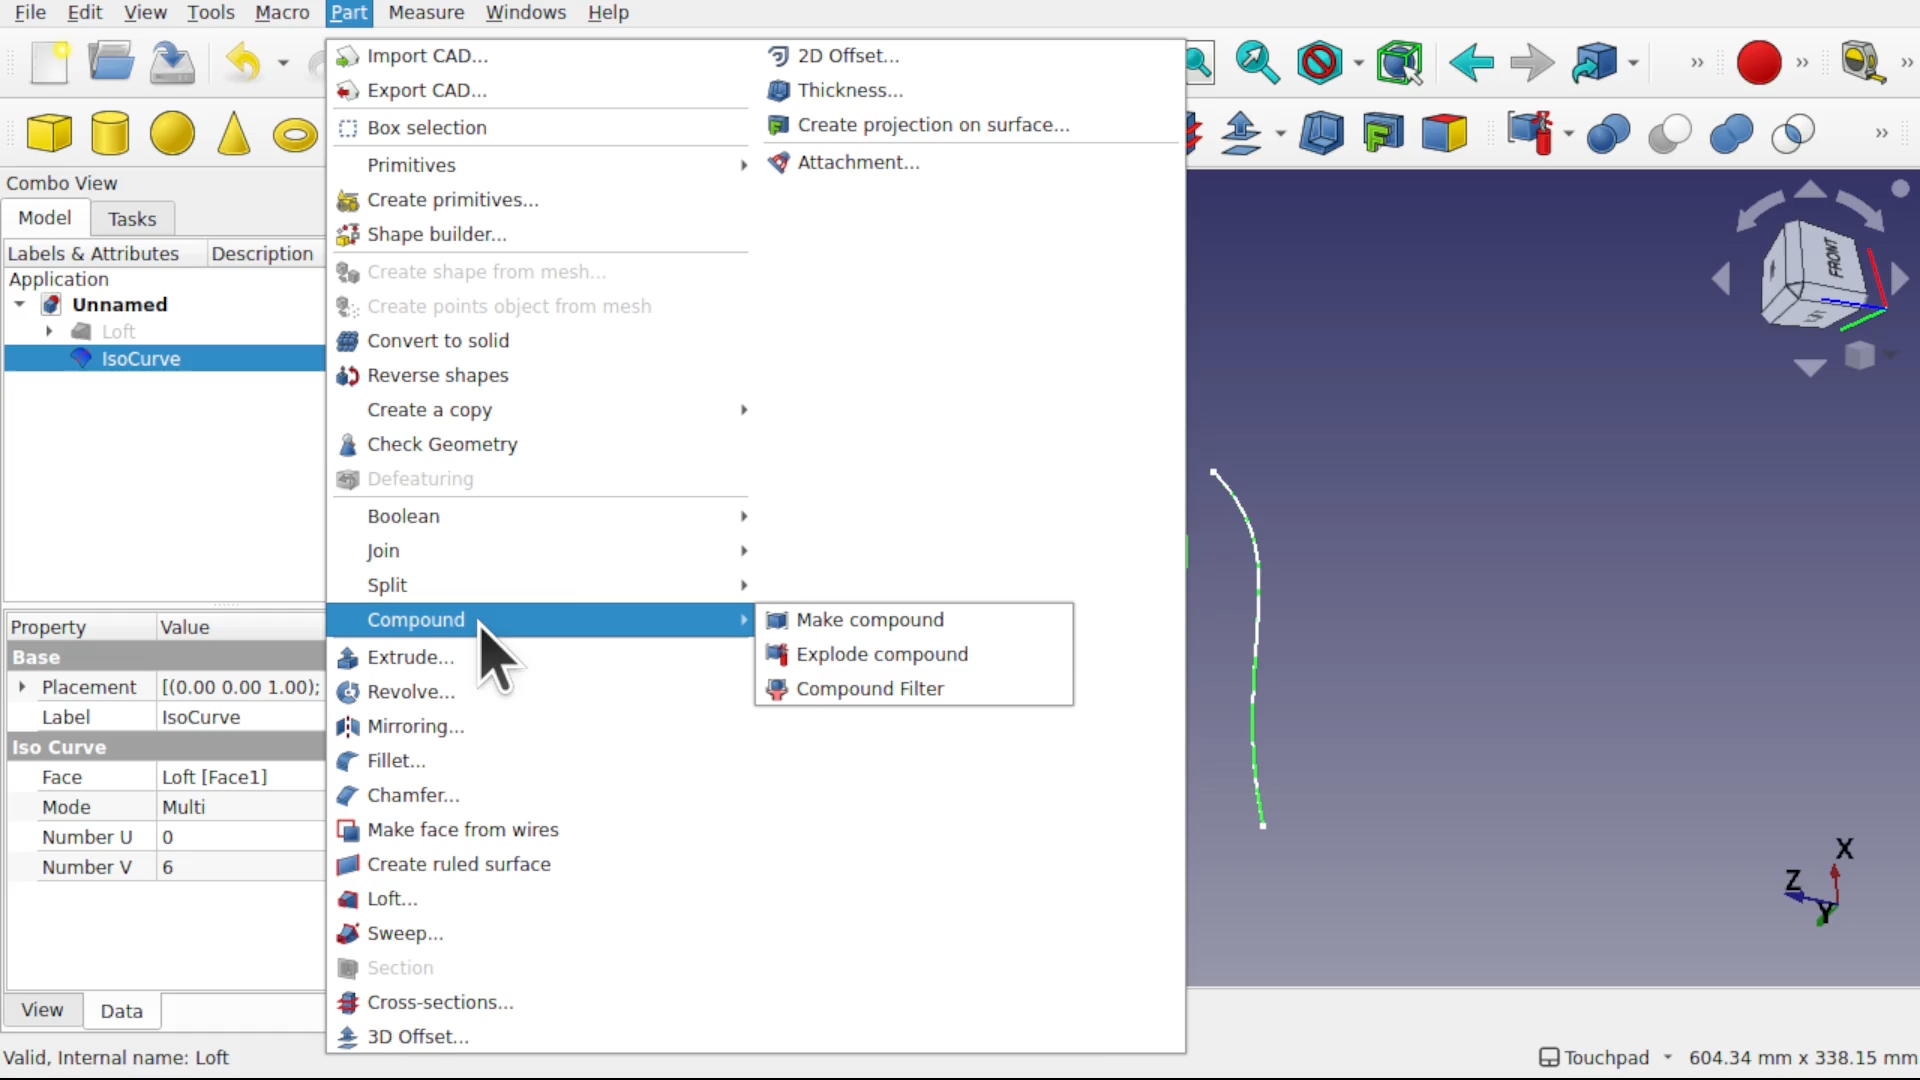 File Edit View Tools Macro Part Measure Windows Help
Import CAD...
Export CAD...
Box selection
Primitives
Create primitives...
Shape builder...
Create shape from mesh...
Create points object from mesh
Convert to solid
Reverse shapes
Create a copy
Check Geometry
Defeaturing
Boolean
Join
Split
Compound
Extrude...
Revolve...
Mirroring...
Fillet...
Chamfer...
Make face from wires
Create ruled surface
Loft...
Sweep...
Section
Cross-sections...
3D Offset...
2D Offset...
Thickness...
Create projection on surface...
Attachment...
Make compound
Explode compound
Compound Filter
Combo View
Model Tasks
Labels & Attributes Description
Application
Unnamed
Loft
IsoCurve
Property Value
Base
Placement [(0.00 0.00 1.00);
Label IsoCurve
Iso Curve
Face Loft [Face1]
Mode Multi
Number U 0
Number V 6
View Data
FRONT
X
Z
Y
Valid, Internal name: Loft
Touchpad 604.34 mm x 338.15 mm